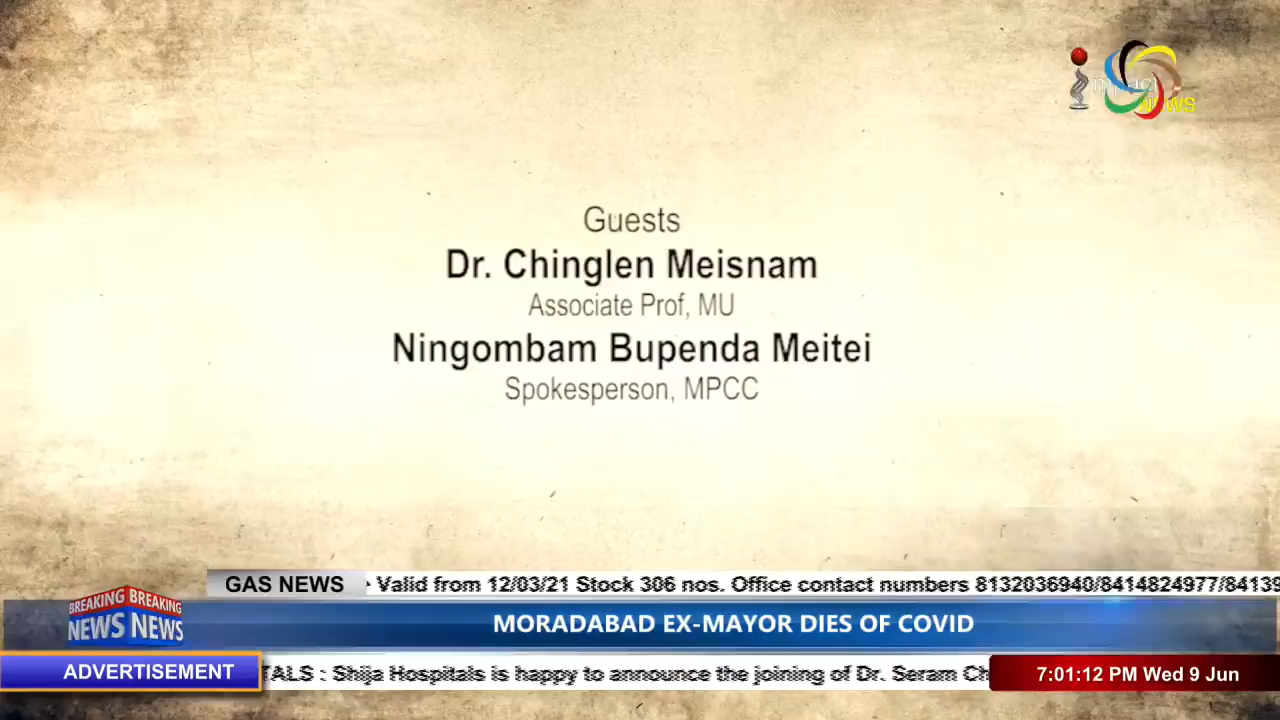 impact
NEWS
Guests
Dr. Chinglen Meisnam
Associate Prof, MU
Ningombam Bupenda Meitei
Spokesperson, MPCC
GAS NEWS
Valid from 12/03/21 Stock 306 nos. Office contact numbers 8132036940/8414824977/84139
BREAKING BREAKING
NEWS NEWS
MORADABAD EX-MAYOR DIES OF COVID
ADVERTISEMENT
TALS : Shija Hospitals is happy to announce the joining of Dr. Seram Ch
7:01:12 PM Wed 9 Jun